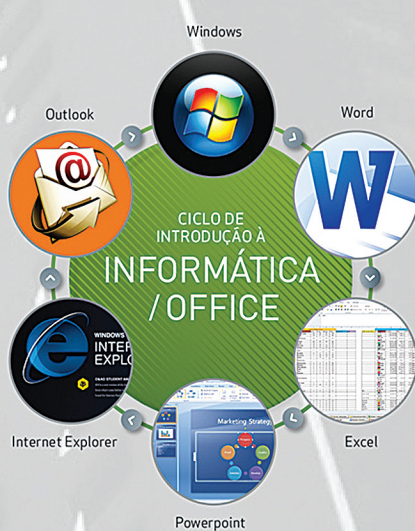 Windows
Outlook
Word
@
W
CICLO DE
INTRODUÇÃO À
INFORMÁTICA
/ OFFICE
WINDOWS
INTER
EXPLO
Marketing Strategy
Internet Explorer
Excel
Powerpoint